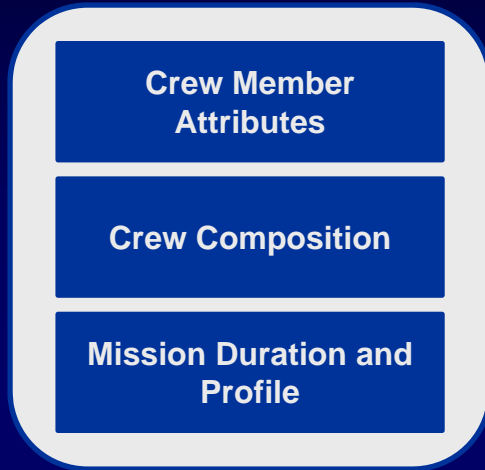 Crew Member
Attributes
Crew Composition
Mission Duration and
Profile